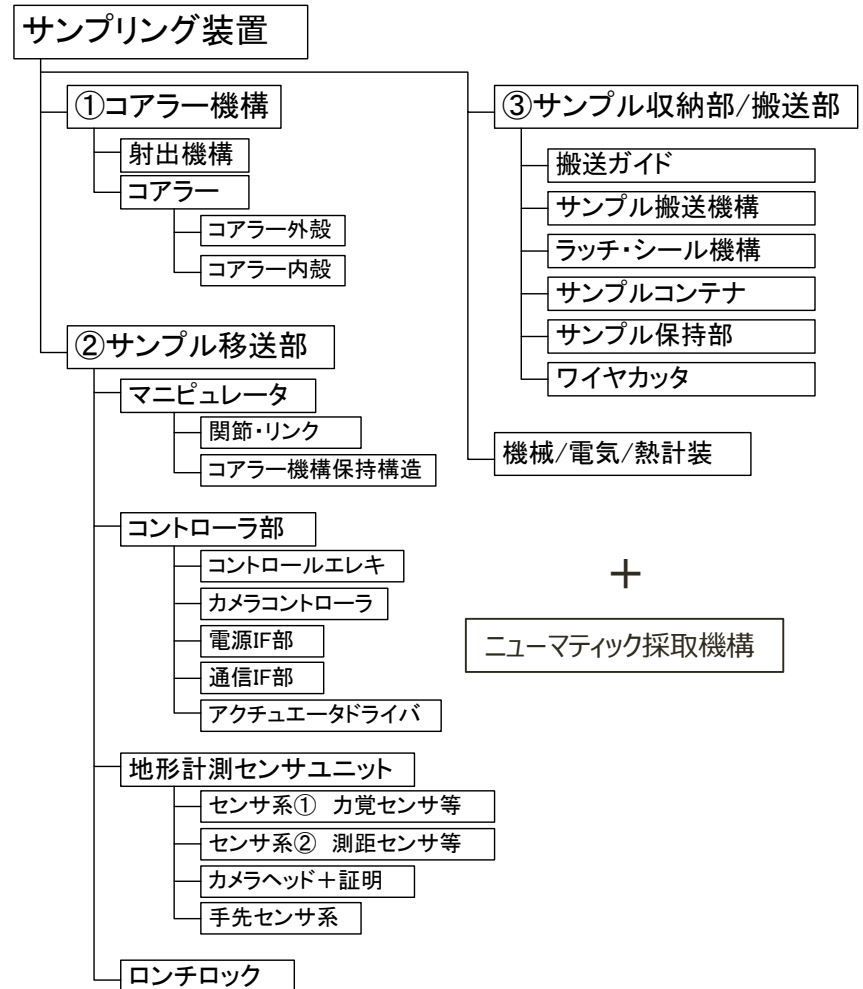 サンプリング装置
①コアラー機構
射出機構
コアラー
コアラー外殻
コアラー内殻
②サンプル移送部
マニピュレータ
関節・リンク
コアラー機構保持構造
コントローラ部
コントロールエレキ
カメラコントローラ
電源IF部
通信IF部
アクチュエータドライバ
地形計測センサユニット
センサ系① 力覚センサ等
センサ系② 測距センサ等
カメラヘッド＋証明
手先センサ系
ロンチロック
③サンプル収納部/搬送部
搬送ガイド
サンプル搬送機構
ラッチ・シール機構
サンプルコンテナ
サンプル保持部
ワイヤカッタ
機械/電気/熱計装
＋
ニューマティック採取機構